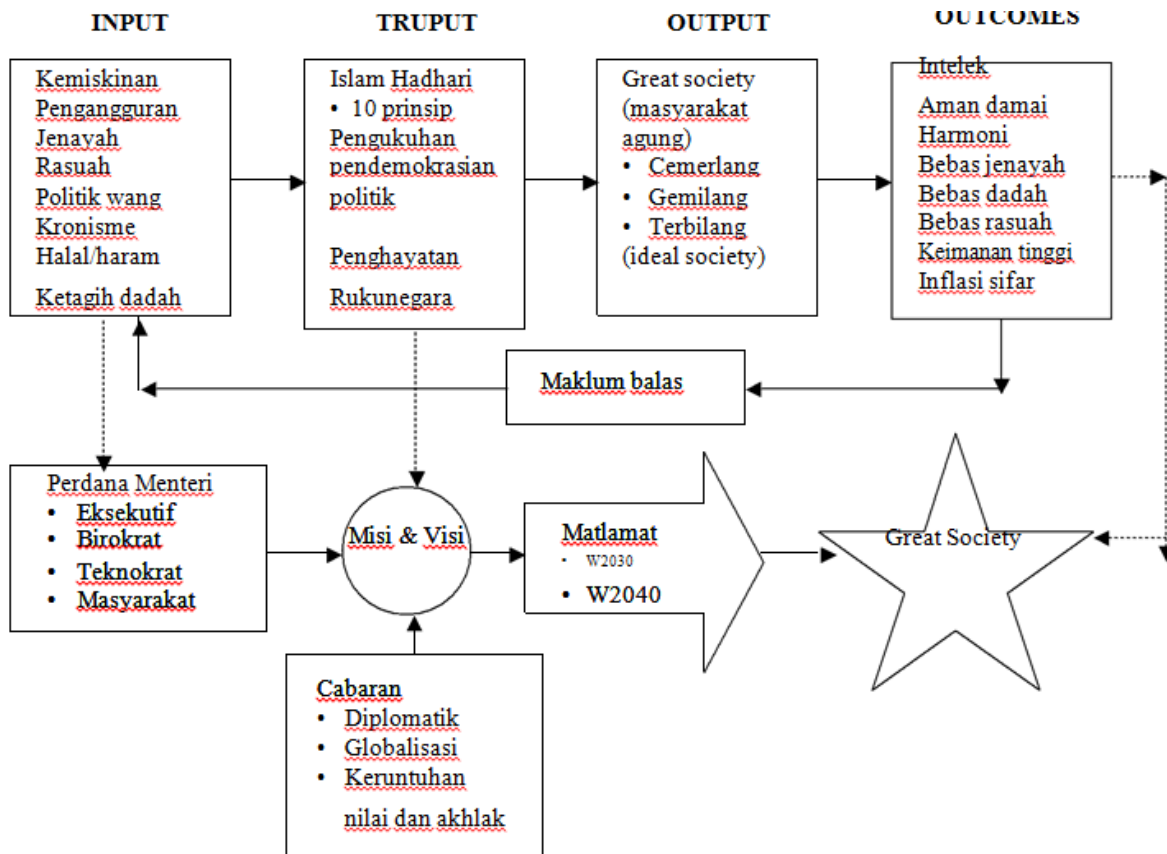 INPUT
TRUPUT
OUTPUT
OUTCOMES
Kemiskinan
Pengangguran
Jenayah
Rasuah
Politik wang
Kronisme
Halal/haram
Ketagih dadah
Islam Hadhari
• 10 prinsip
Pengukuhan
pendemokrasian
politik
Penghayatan
Rukunegara
Great society
(masyarakat
agung)
• Cemerlang
• Gemilang
• Terbilang
(ideal society)
Intelek
Aman damai
Harmoni
Bebas jenayah
Bebas dadah
Bebas rasuah
Keimanan tinggi
Inflasi sifar
Maklum balas
Perdana Menteri
• Eksekutif
• Birokrat
• Teknokrat
• Masyarakat
Misi & Visi
Matlamat
• W2030
• W2040
Great Society
Cabaran
• Diplomatik
• Globalisasi
• Keruntuhan
nilai dan akhlak